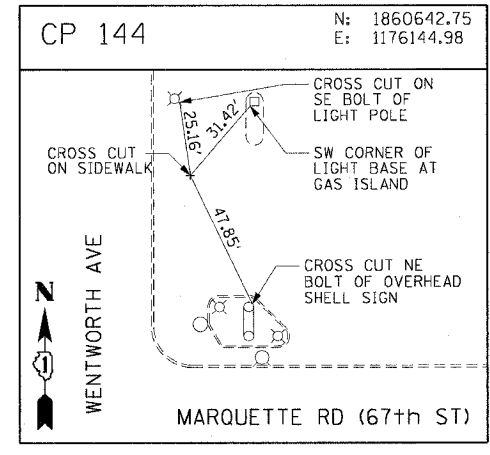 CP 144
N: 1860642.75
E: 1176144.98
CROSS CUT ON
SE BOLT OF
LIGHT POLE
25.16'
31.42'
CROSS CUT
ON SIDEWALK
SW CORNER OF
LIGHT BASE AT
GAS ISLAND
47.85'
CROSS CUT NE
BOLT OF OVERHEAD
SHELL SIGN
WENTWORTH AVE
N
1
MARQUETTE RD (67th ST)